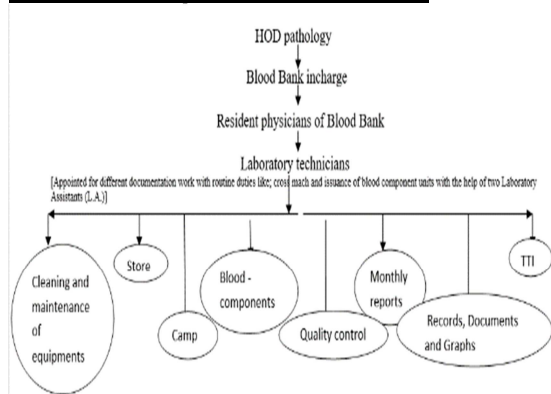 HOD pathology
Blood Bank incharge
Resident physicians of Blood Bank
Laboratory technicians
[Appointed for different documentation work with routine duties like; cross mach and issuance of blood component units with the help of two Laboratory
Assistants (L.A.)]
Cleaning and
maintenance
of
equipments
Store
Camp
Blood -
components
Quality control
Monthly
reports
Records, Documents
and Graphs
TTI